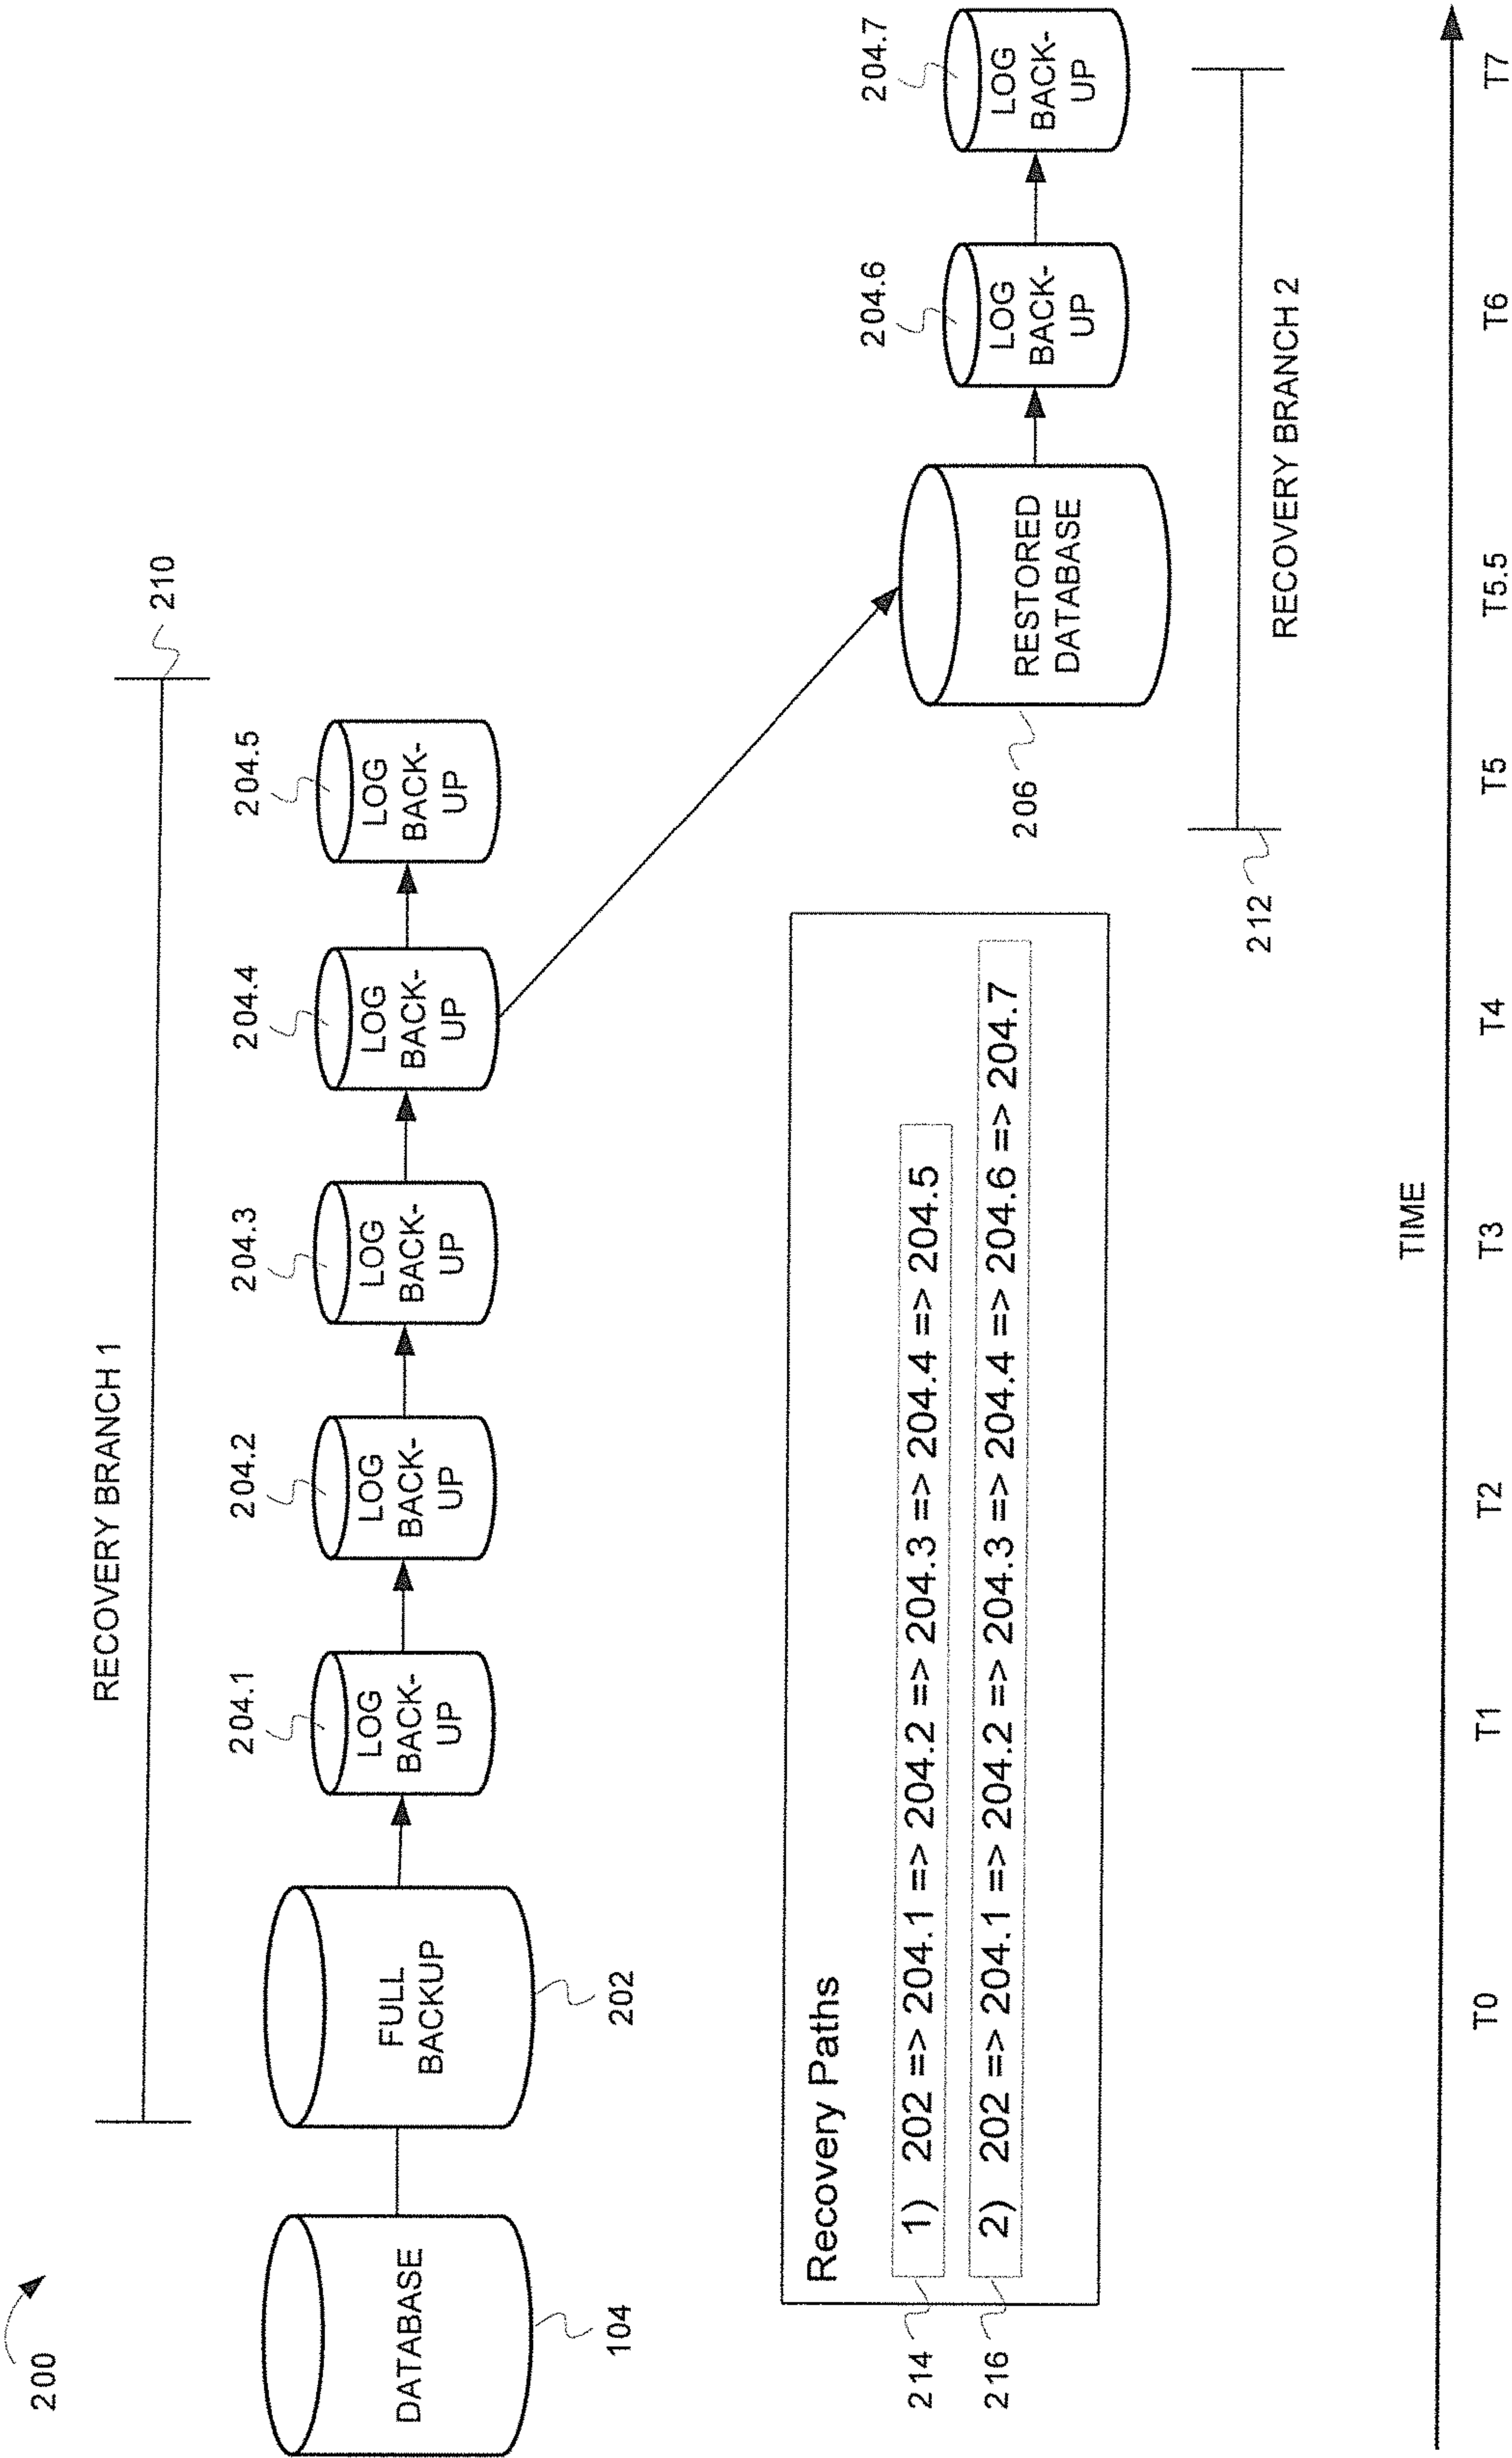 200
RECOVERY BRANCH 1
210
204.1
204.2
204.3
204.4
204.5
DATABASE
104
FULL
BACKUP
202
LOG
BACK-
UP
LOG
BACK-
UP
LOG
BACK-
UP
LOG
BACK-
UP
LOG
BACK-
UP
Recovery Paths
214
1) 202 => 204.1 => 204.2 => 204.3 => 204.4 => 204.5
216
2) 202 => 204.1 => 204.2 => 204.3 => 204.4 => 204.6 => 204.7
204.6
204.7
RESTORED
DATABASE
206
LOG
BACK-
UP
LOG
BACK-
UP
212
RECOVERY BRANCH 2
TIME
T0
T1
T2
T3
T4
T5
T5.5
T6
T7